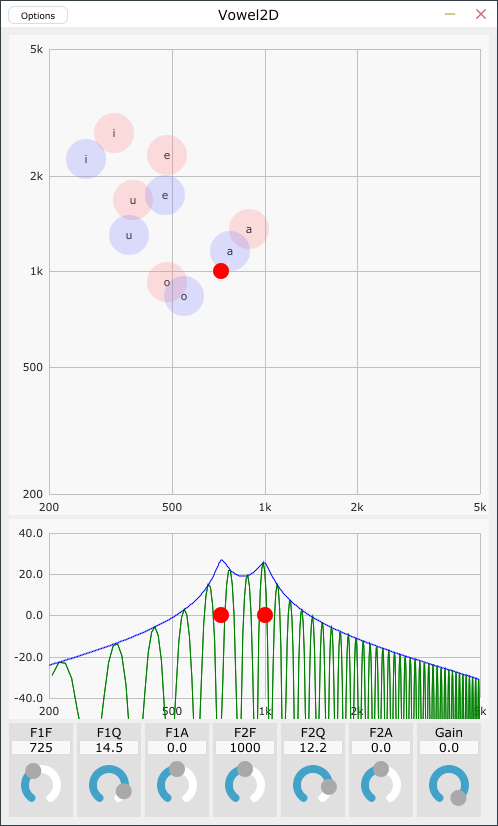 Options Vowel2D
5k
i
i e
2k
e
u
u a
a
1k
o
o
500
200
200 500 1k 2k 5k
40.0
20.0
0.0
-20.0
-40.0
200 500 1k 2k 5k
F1F F1Q F1A F2F F2Q F2A Gain
725 14.5 0.0 1000 12.2 0.0 0.0